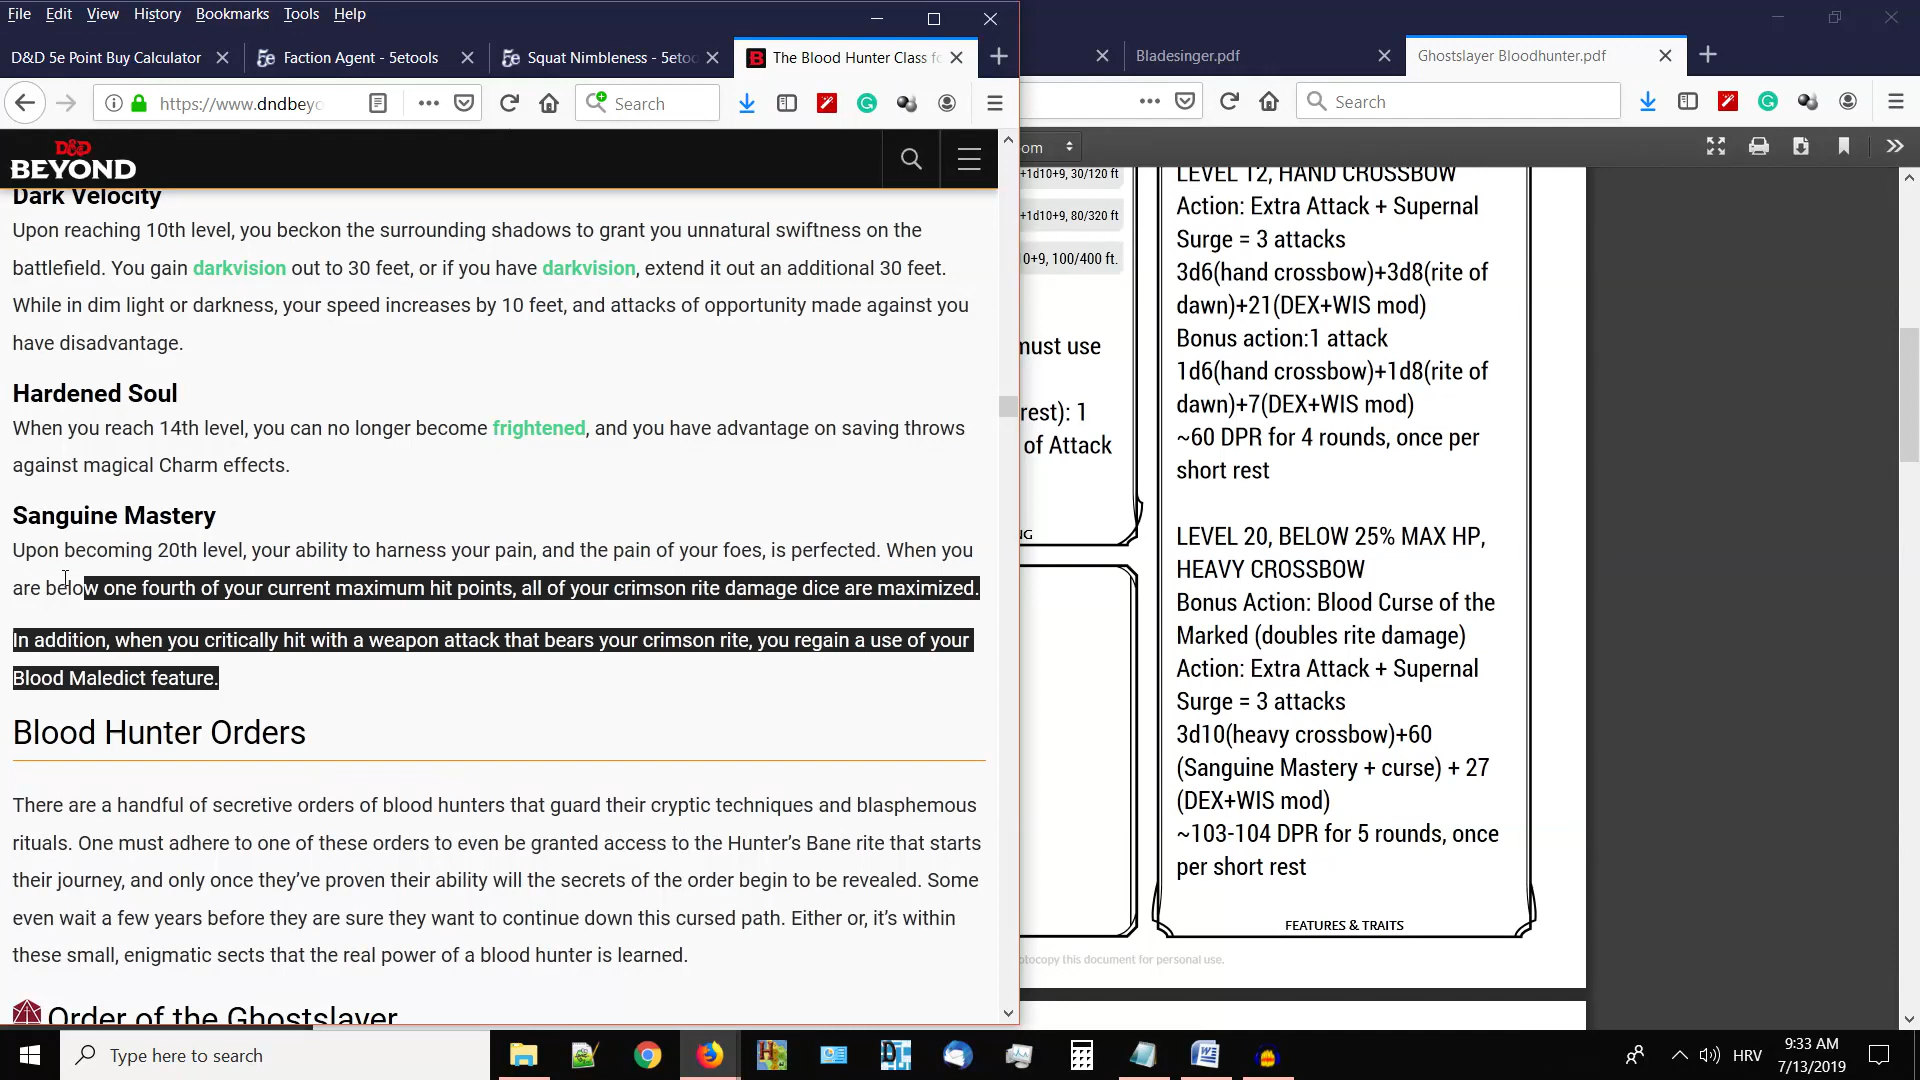 File Edit View History Bookmarks Tools Help
D&D 5e Point Buy Calculator
Faction Agent - 5etools
Squat Nimbleness - 5etoo
The Blood Hunter Class fo
Bladesinger.pdf
Ghostslayer Bloodhunter.pdf
https://www.dndbeyo
Search
Search
D&D
BEYOND
om
Dark Velocity
Upon reaching 10th level, you beckon the surrounding shadows to grant you unnatural swiftness on the
battlefield. You gain darkvision out to 30 feet, or if you have darkvision, extend it out an additional 30 feet.
While in dim light or darkness, your speed increases by 10 feet, and attacks of opportunity made against you
have disadvantage.
Hardened Soul
When you reach 14th level, you can no longer become frightened, and you have advantage on saving throws
against magical Charm effects.
Sanguine Mastery
Upon becoming 20th level, your ability to harness your pain, and the pain of your foes, is perfected. When you
are below one fourth of your current maximum hit points, all of your crimson rite damage dice are maximized.
In addition, when you critically hit with a weapon attack that bears your crimson rite, you regain a use of your
Blood Maledict feature.
Blood Hunter Orders
There are a handful of secretive orders of blood hunters that guard their cryptic techniques and blasphemous
rituals. One must adhere to one of these orders to even be granted access to the Hunter's Bane rite that starts
their journey, and only once they've proven their ability will the secrets of the order begin to be revealed. Some
even wait a few years before they are sure they want to continue down this cursed path. Either or, it's within
these small, enigmatic sects that the real power of a blood hunter is learned.
Order of the Ghostslayer
+1d10+9, 30/120 ft
+1d10+9, 80/320 ft
0+9, 100/400 ft.
must use
rest): 1
of Attack
NG
LEVEL 12, HAND CROSSBOW
Action: Extra Attack + Supernal
Surge = 3 attacks
3d6(hand crossbow)+3d8(rite of
dawn)+21(DEX+WIS mod)
Bonus action:1 attack
1d6(hand crossbow)+1d8(rite of
dawn)+7(DEX+WIS mod)
~60 DPR for 4 rounds, once per
short rest
LEVEL 20, BELOW 25% MAX HP,
HEAVY CROSSBOW
Bonus Action: Blood Curse of the
Marked (doubles rite damage)
Action: Extra Attack + Supernal
Surge = 3 attacks
3d10(heavy crossbow)+60
(Sanguine Mastery + curse) + 27
(DEX+WIS mod)
~103-104 DPR for 5 rounds, once
per short rest
FEATURES & TRAITS
otocopy this document for personal use.
Type here to search
HRV
9:33 AM
7/13/2019